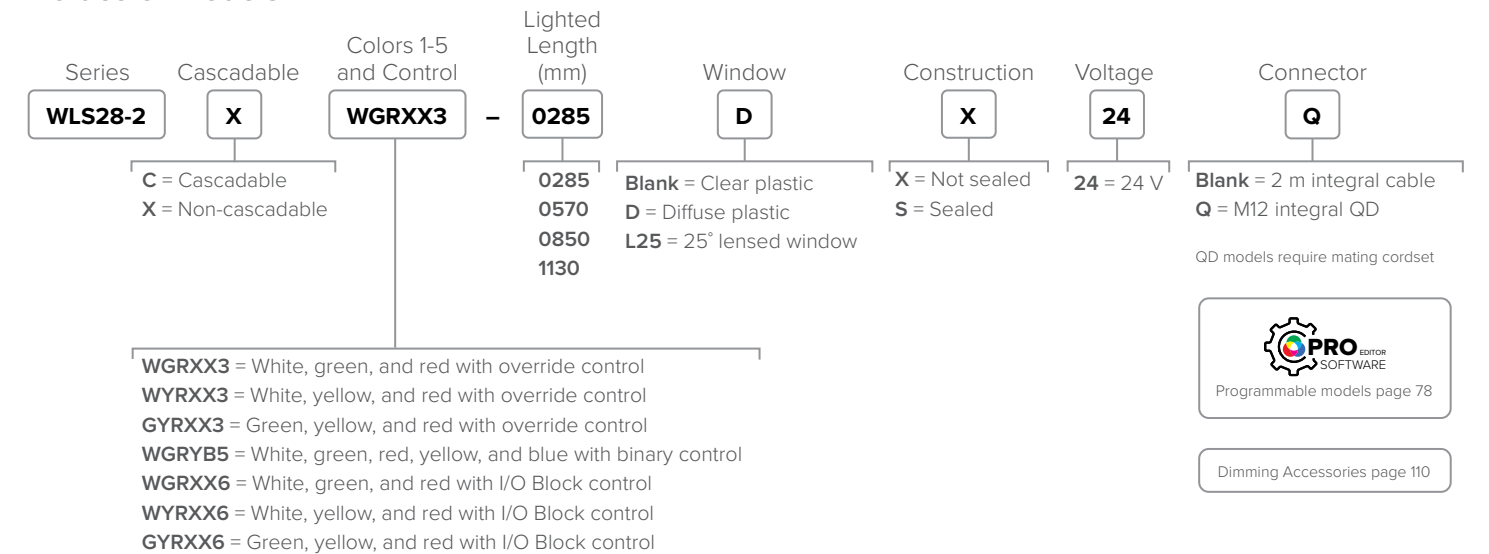 Series
Cascadable
Colors 1-5
and Control
Lighted
Length
(mm)
Window
Construction
Voltage
Connector
WLS28-2
X
WGRXX3
–
0285
D
X
24
Q
C = Cascadable
X = Non-cascadable
0285
0570
0850
1130
Blank = Clear plastic
D = Diffuse plastic
L25 = 25° lensed window
X = Not sealed
S = Sealed
24 = 24 V
Blank = 2 m integral cable
Q = M12 integral QD
QD models require mating cordset
PRO EDITOR
SOFTWARE
Programmable models page 78
Dimming Accessories page 110
WGRXX3 = White, green, and red with override control
WYRXX3 = White, yellow, and red with override control
GYRXX3 = Green, yellow, and red with override control
WGRYB5 = White, green, red, yellow, and blue with binary control
WGRXX6 = White, green, and red with I/O Block control
WYRXX6 = White, yellow, and red with I/O Block control
GYRXX6 = Green, yellow, and red with I/O Block control